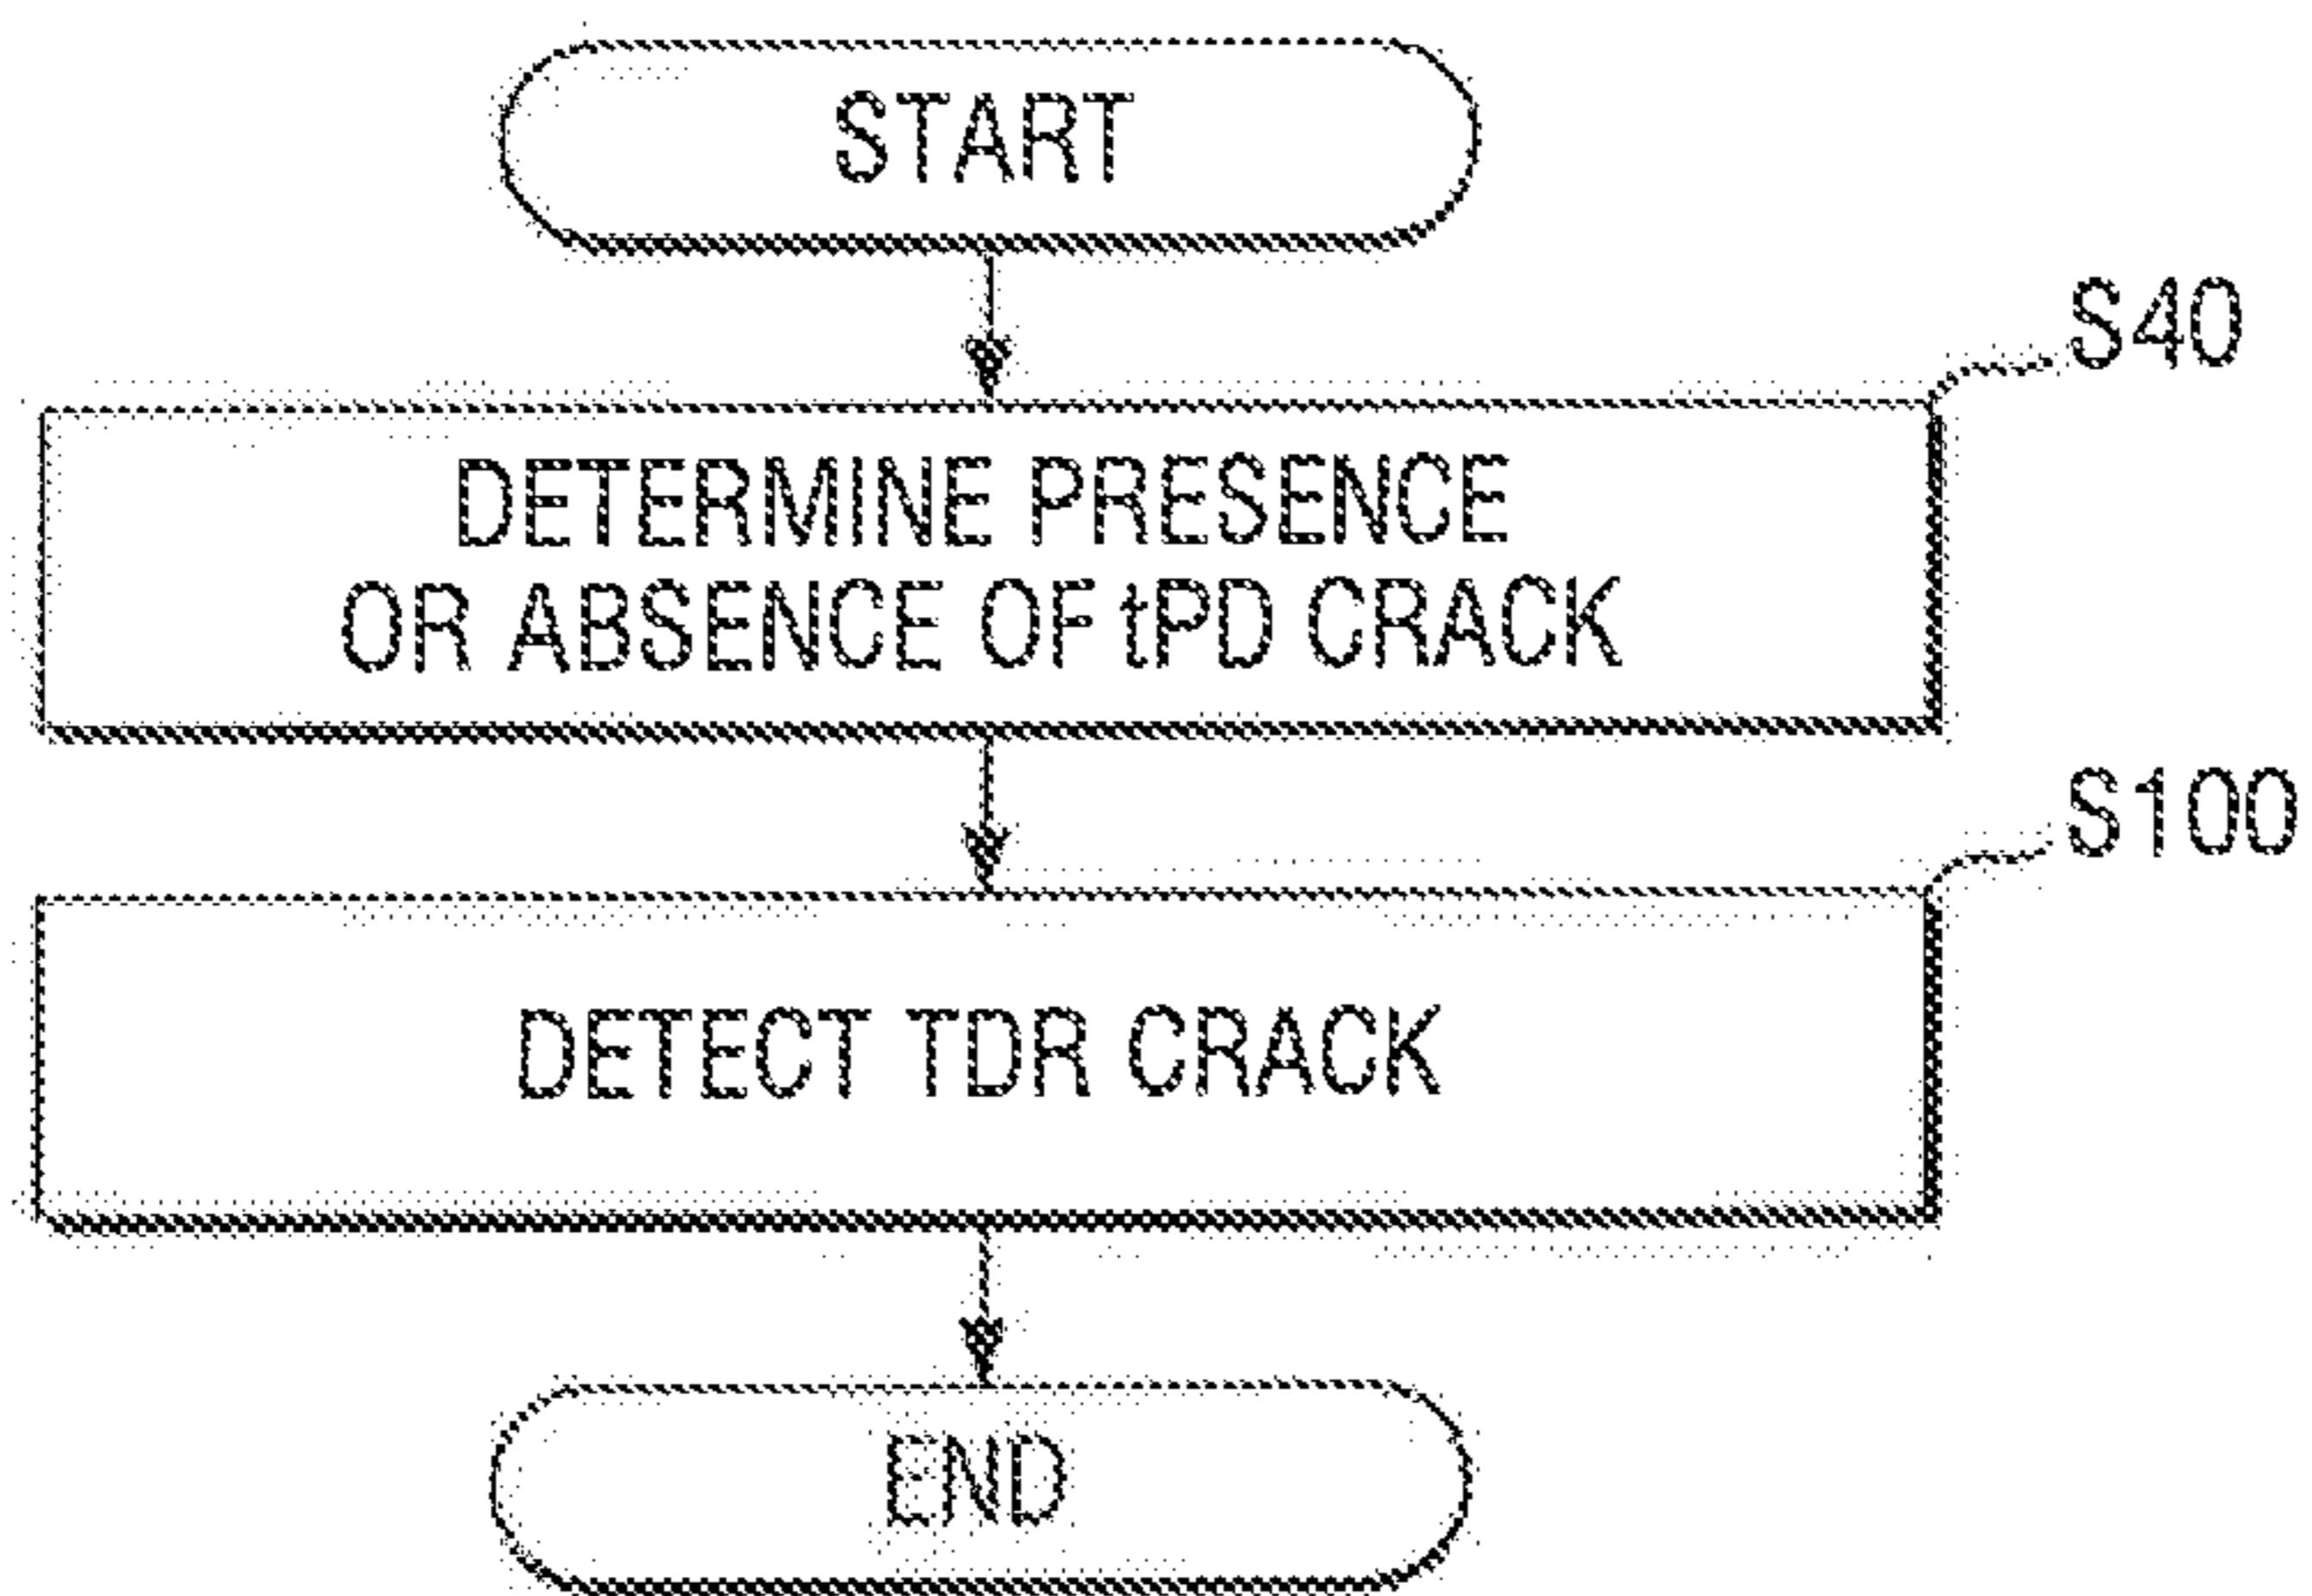 START
S40
DETERMINE PRESENCE
OR ABSENCE OF tPD CRACK
S100
DETECT TDR CRACK
END